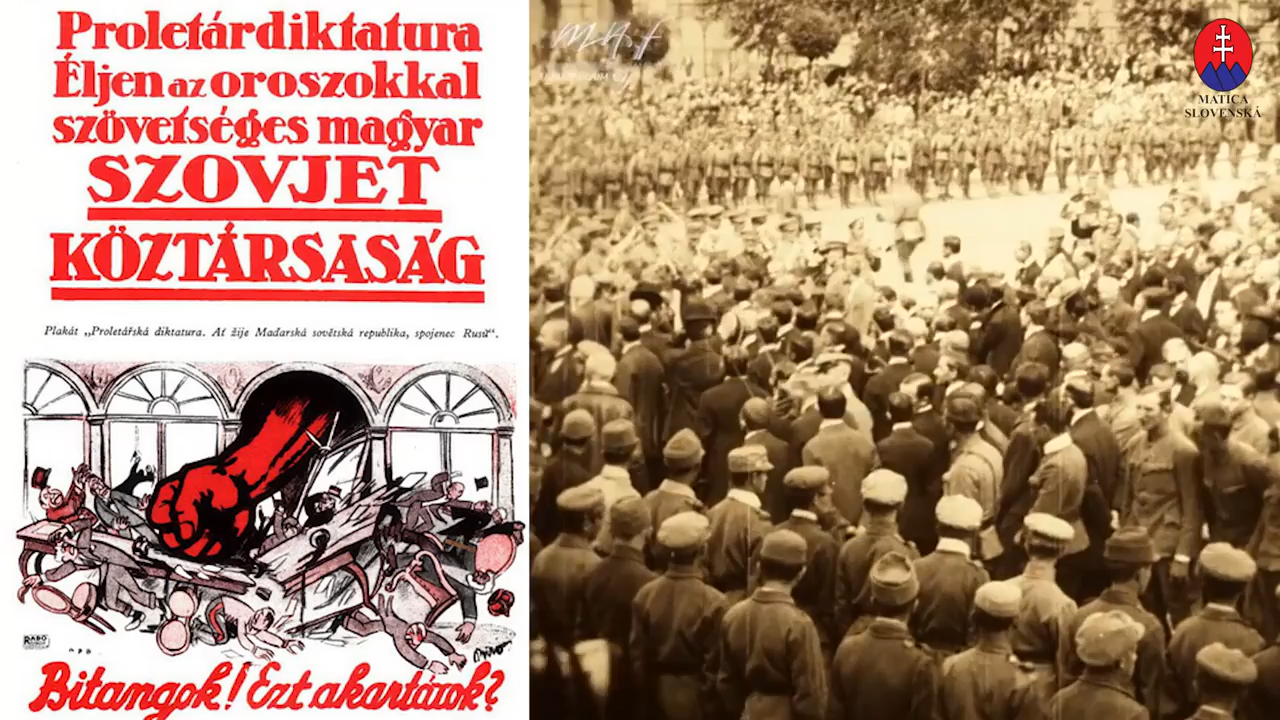 Proletárdiktatura
Éljen az oroszokkal
szövetséges magyar
SZOVJET
KÖZTÁRSASÁG
Plakát „Proletářská diktatura. Ať žije Maďarská sovětská republika, spojenec Rusů“.
Bitangok! Ezt akartátok?
MATICA
SLOVENSKÁ